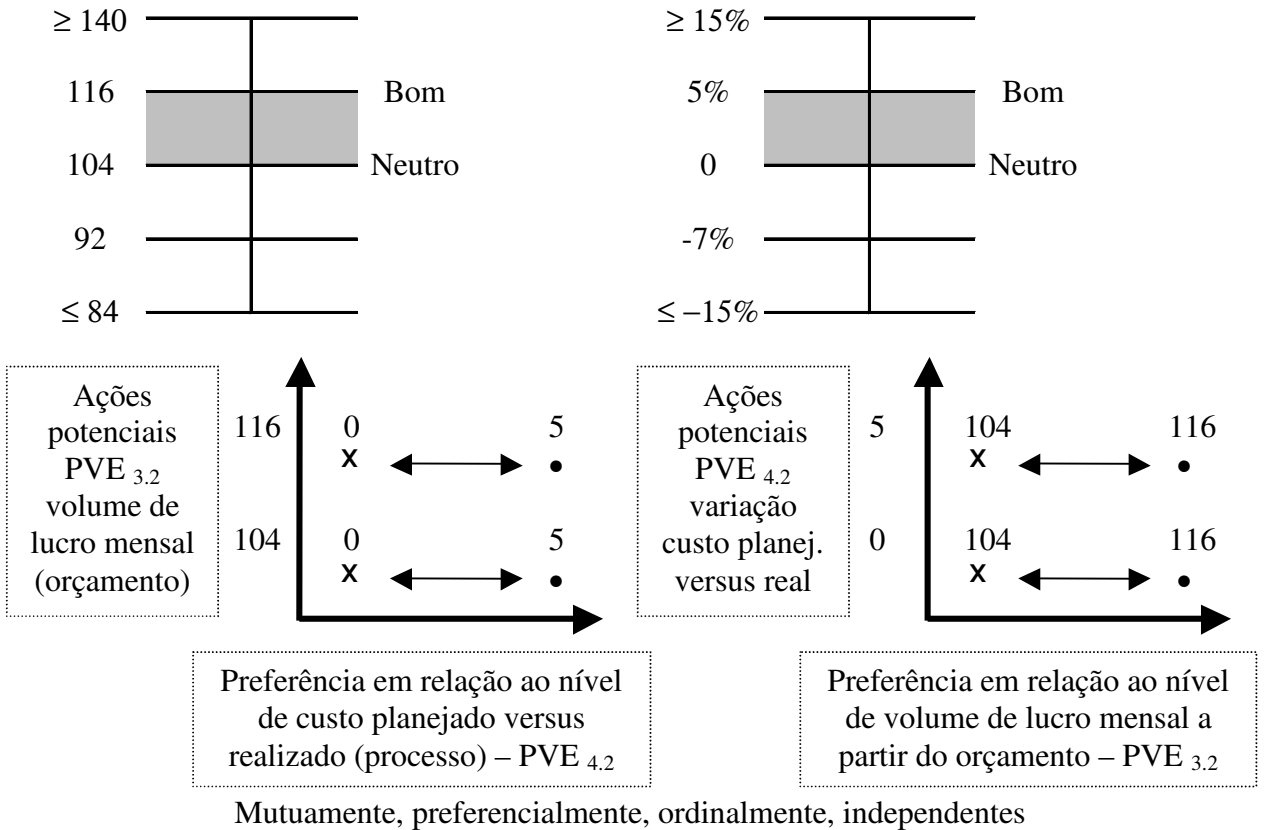 ≥ 140
116 Bom
104 Neutro
92
≤ 84
≥ 15%
5% Bom
0 Neutro
-7%
≤ –15%
Ações
potenciais
PVE 3.2
volume de
lucro mensal
(orçamento)
116 0 5
x •
104 0 5
x •
Preferência em relação ao nível
de custo planejado versus
realizado (processo) – PVE 4.2
Ações
potenciais
PVE 4.2
variação
custo planej.
versus real
5 104 116
x •
0 104 116
x •
Preferência em relação ao nível
de volume de lucro mensal a
partir do orçamento – PVE 3.2
Mutuamente, preferencialmente, ordinalmente, independentes